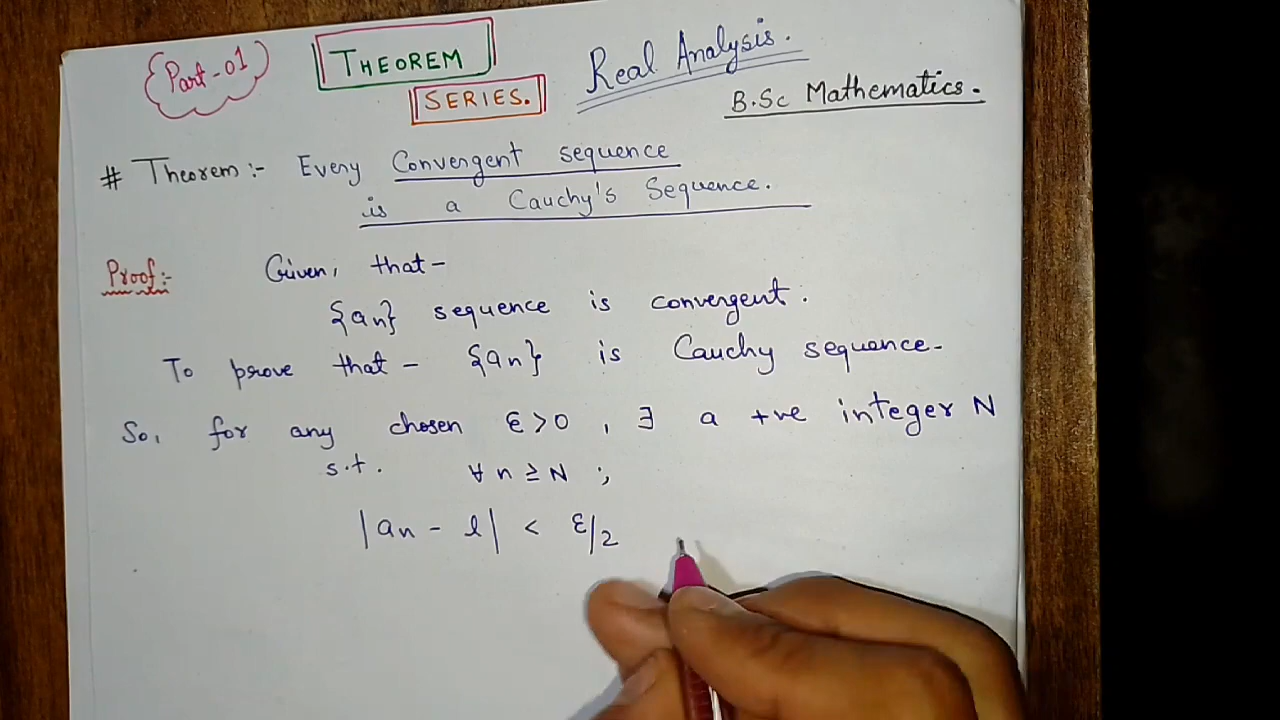 Part-01
THEOREM
SERIES.
Real Analysis.
B.Sc Mathematics.
# Theorem:- Every Convergent sequence
is a Cauchy's Sequence.
Proof:- Given, that-
{an} sequence is convergent.
To prove that - {an} is Cauchy sequence-
So, for any chosen ε>0, ∃ a +ve integer N
s.t. ∀ n ≥ N ;
|an - l| < ε/2